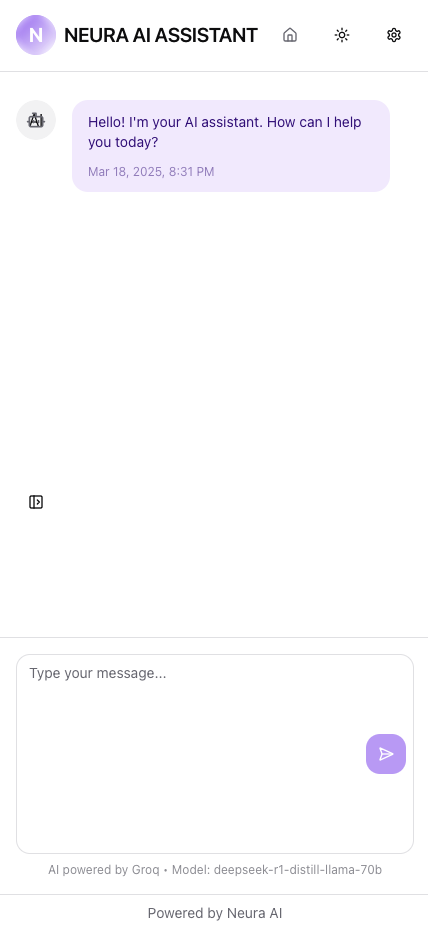 N
NEURA AI ASSISTANT
AI
Hello! I'm your AI assistant. How can I help
you today?
Mar 18, 2025, 8:31 PM
Type your message...
AI powered by Groq • Model: deepseek-r1-distill-llama-70b
Powered by Neura AI